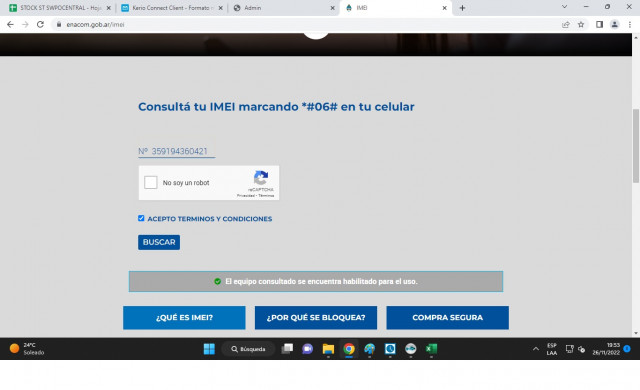 STOCK ST SWPOCENTRAL - Hoja
Kerio Connect Client - Formato
Admin
IMEI
enacom.gob.ar/imei
Consultá tu IMEI marcando *#06# en tu celular
Nº 359194360421
No soy un robot
reCAPTCHA
Privacidad - Términos
ACEPTO TERMINOS Y CONDICIONES
BUSCAR
El equipo consultado se encuentra habilitado para el uso.
¿QUÉ ES IMEI?
¿POR QUÉ SE BLOQUEA?
COMPRA SEGURA
24°C
Soleado
Búsqueda
ESP
LAA
19:53
26/11/2022